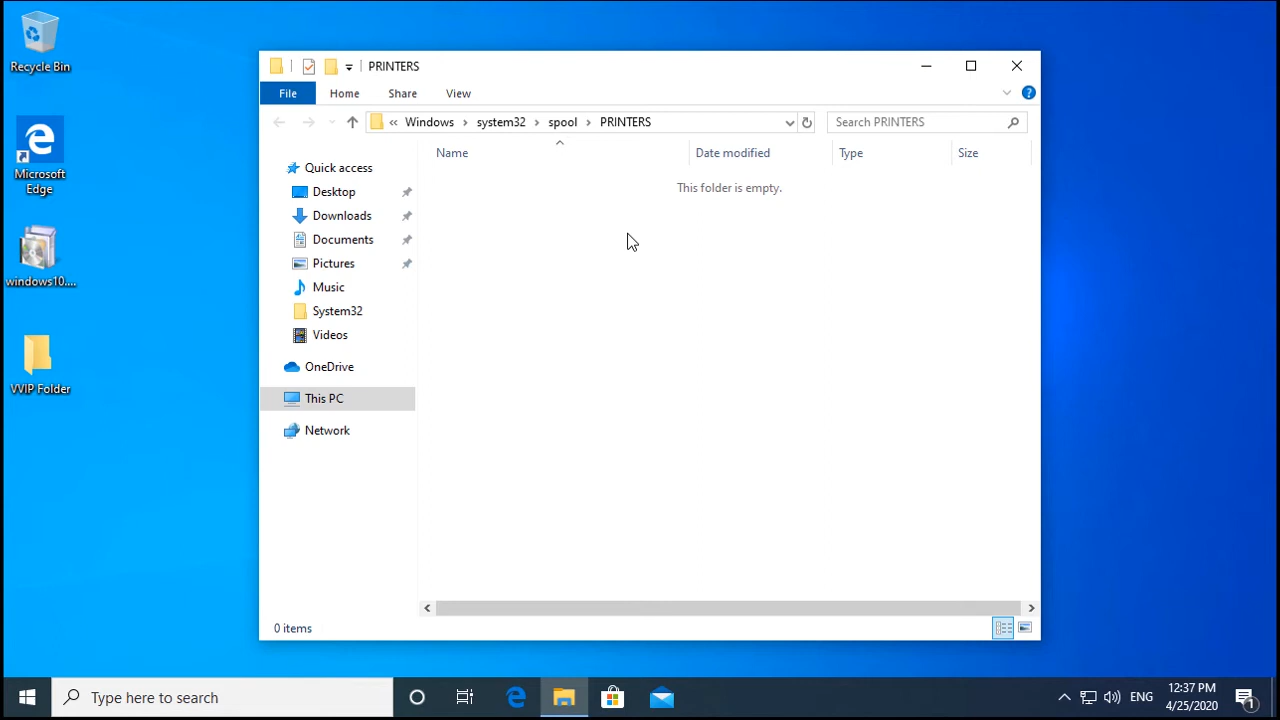 Recycle Bin
Microsoft
Edge
windows10....
VVIP Folder
PRINTERS
File
Home
Share
View
« Windows > system32 > spool > PRINTERS
Search PRINTERS
Name
Date modified
Type
Size
This folder is empty.
Quick access
Desktop
Downloads
Documents
Pictures
Music
System32
Videos
OneDrive
This PC
Network
0 items
Type here to search
ENG
12:37 PM
4/25/2020
1